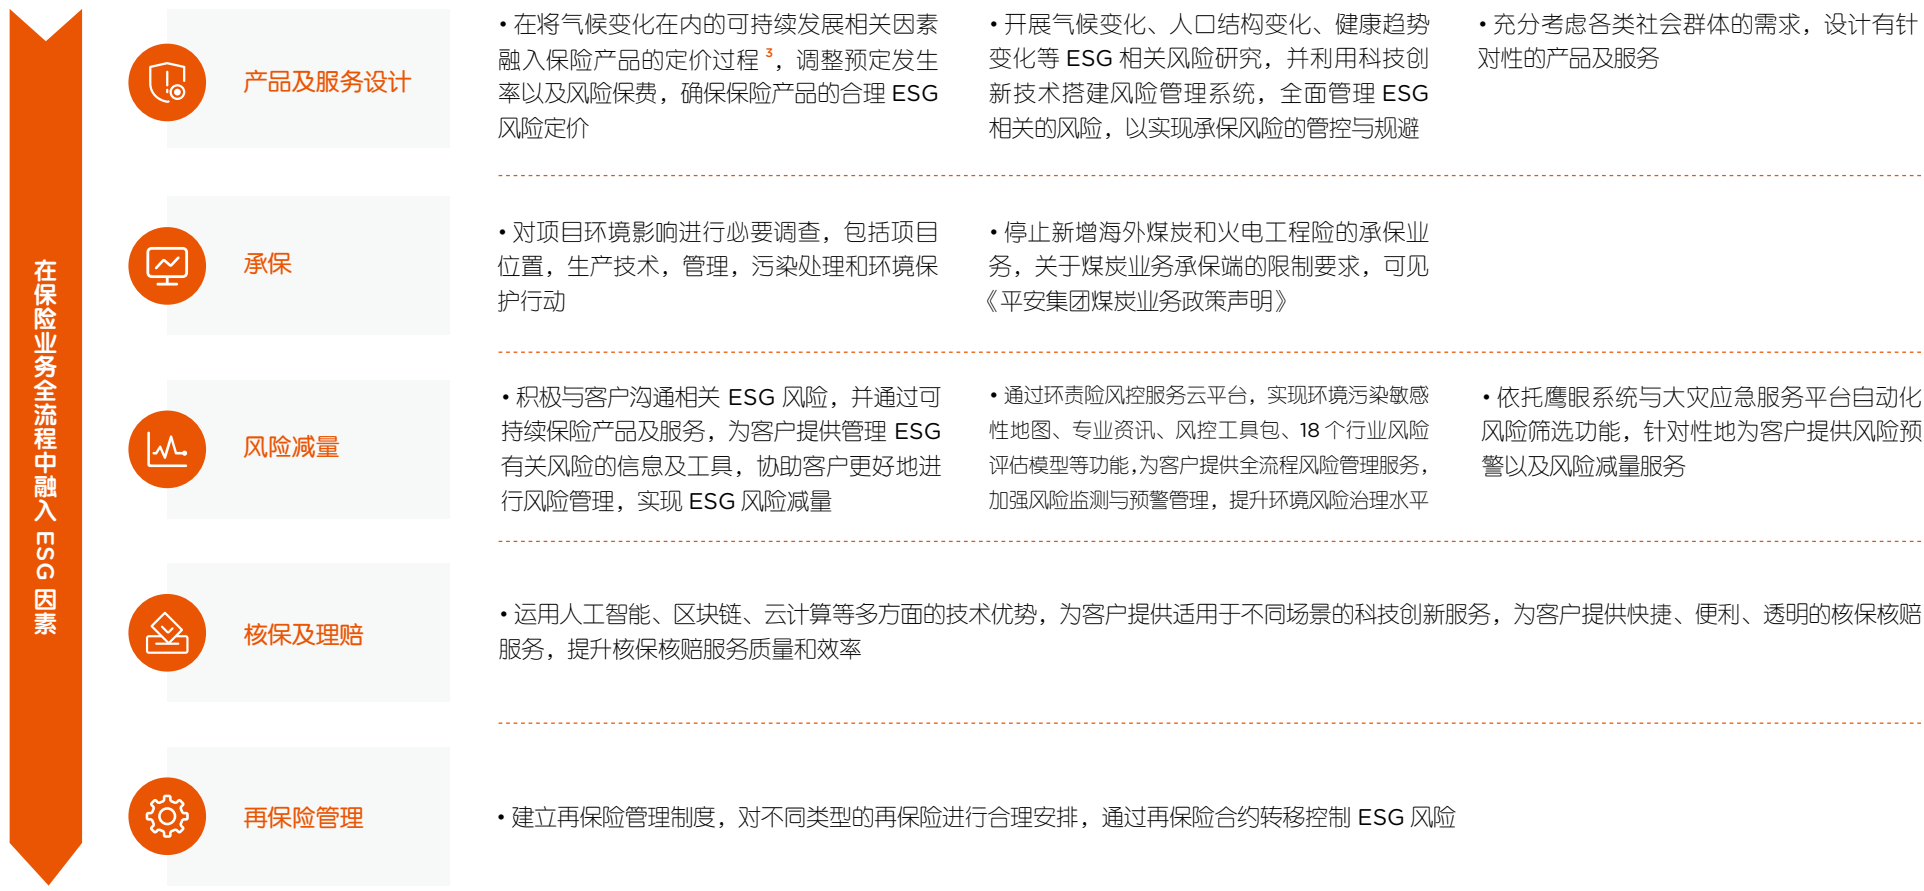 在保险业务全流程中融入 ESG 因素
产品及服务设计
• 在将气候变化在内的可持续发展相关因素
融入保险产品的定价过程 3，调整预定发生
率以及风险保费，确保保险产品的合理 ESG
风险定价
• 开展气候变化、人口结构变化、健康趋势
变化等 ESG 相关风险研究，并利用科技创
新技术搭建风险管理系统，全面管理 ESG
相关的风险，以实现承保风险的管控与规避
• 充分考虑各类社会群体的需求，设计有针
对性的产品及服务
承保
• 对项目环境影响进行必要调查，包括项目
位置，生产技术，管理，污染处理和环境保
护行动
• 停止新增海外煤炭和火电工程险的承保业
务，关于煤炭业务承保端的限制要求，可见
《平安集团煤炭业务政策声明》
风险减量
• 积极与客户沟通相关 ESG 风险，并通过可
持续保险产品及服务，为客户提供管理 ESG
有关风险的信息及工具，协助客户更好地进
行风险管理，实现 ESG 风险减量
• 通过环责险风控服务云平台，实现环境污染敏感
性地图、专业资讯、风控工具包、18 个行业风险
评估模型等功能，为客户提供全流程风险管理服务，
加强风险监测与预警管理，提升环境风险治理水平
• 依托鹰眼系统与大灾应急服务平台自动化
风险筛选功能，针对性地为客户提供风险预
警以及风险减量服务
核保及理赔
• 运用人工智能、区块链、云计算等多方面的技术优势，为客户提供适用于不同场景的科技创新服务，为客户提供快捷、便利、透明的核保核赔
服务，提升核保核赔服务质量和效率
再保险管理
• 建立再保险管理制度，对不同类型的再保险进行合理安排，通过再保险合约转移控制 ESG 风险